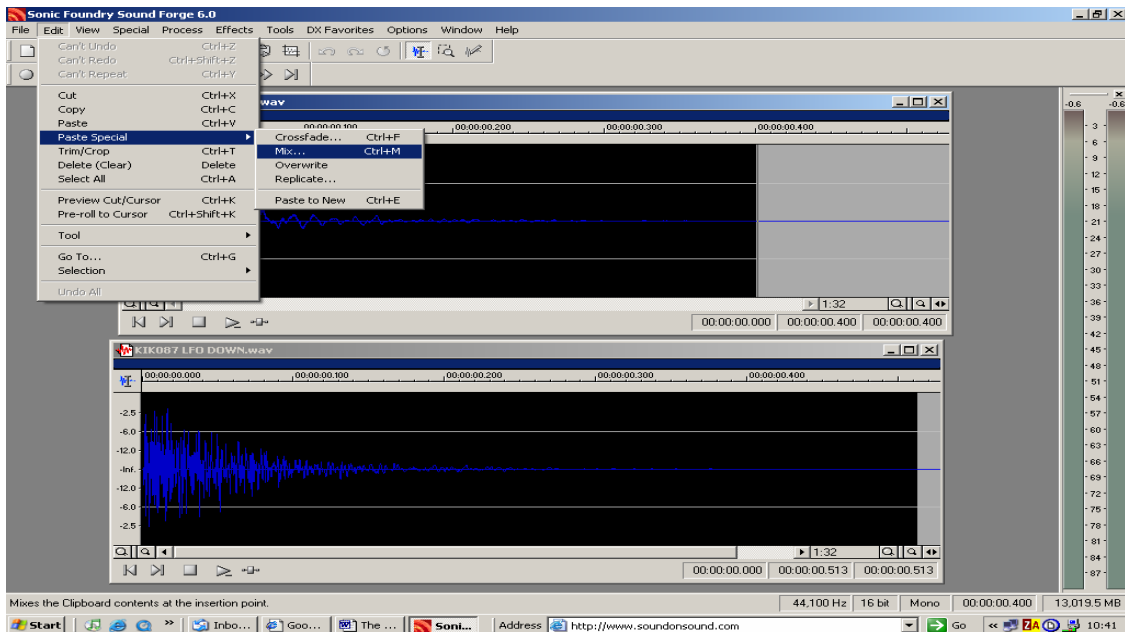 Sonic Foundry Sound Forge 6.0
File Edit View Special Process Effects Tools DX Favorites Options Window Help
Can't Undo Ctrl+Z
Can't Redo Ctrl+Shift+Z
Can't Repeat Ctrl+Y
Cut Ctrl+X
Copy Ctrl+C
Paste Ctrl+V
Paste Special
Trim/Crop Ctrl+T
Delete (Clear) Delete
Select All Ctrl+A
Preview Cut/Cursor Ctrl+K
Pre-roll to Cursor Ctrl+Shift+K
Tool
Go To... Ctrl+G
Selection
Undo All
Crossfade... Ctrl+F
Mix... Ctrl+M
Overwrite
Replicate...
Paste to New Ctrl+E
wav
00:00:00.100 00:00:00.200 00:00:00.300 00:00:00.400
1:32
00:00:00.000 00:00:00.400 00:00:00.400
KIK087 LFO DOWN.wav
00:00:00.000 00:00:00.100 00:00:00.200 00:00:00.300 00:00:00.400
-2.5
-6.0
-12.0
-Inf.
-12.0
-6.0
-2.5
1:32
00:00:00.000 00:00:00.513 00:00:00.513
-0.6 -0.6
- 3 -
- 6 -
- 9 -
- 12 -
- 15 -
- 18 -
- 21 -
- 24 -
- 27 -
- 30 -
- 33 -
- 36 -
- 39 -
- 42 -
- 45 -
- 48 -
- 51 -
- 54 -
- 57 -
- 60 -
- 63 -
- 66 -
- 69 -
- 72 -
- 75 -
- 78 -
- 81 -
- 84 -
- 87 -
Mixes the Clipboard contents at the insertion point.
44,100 Hz 16 bit Mono 00:00:00.400 13,019.5 MB
Start » Inbo... Goo... The ... Soni... Address http://www.soundonsound.com Go « ZA 10:41